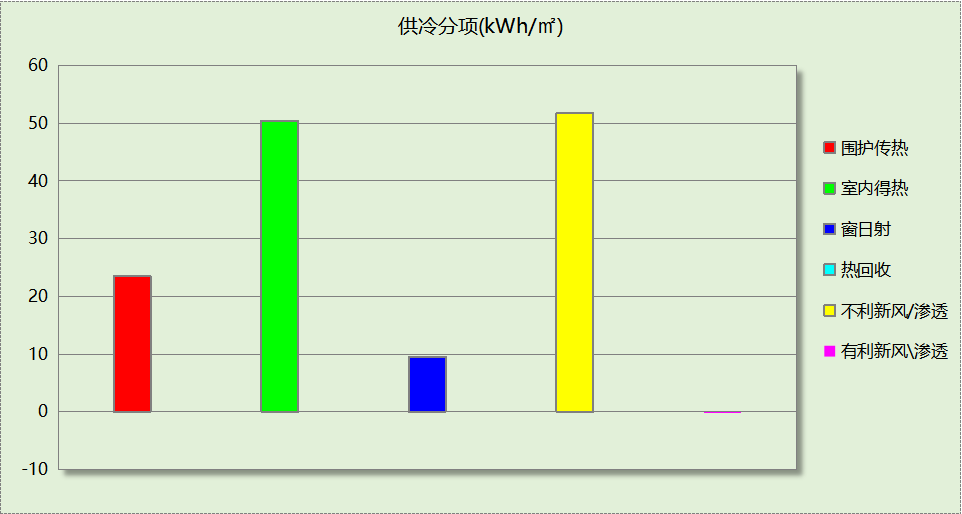 供冷分项(kWh/㎡)
60
50
40
30
20
10
0
-10
围护传热
室内得热
窗日射
热回收
不利新风/渗透
有利新风\渗透